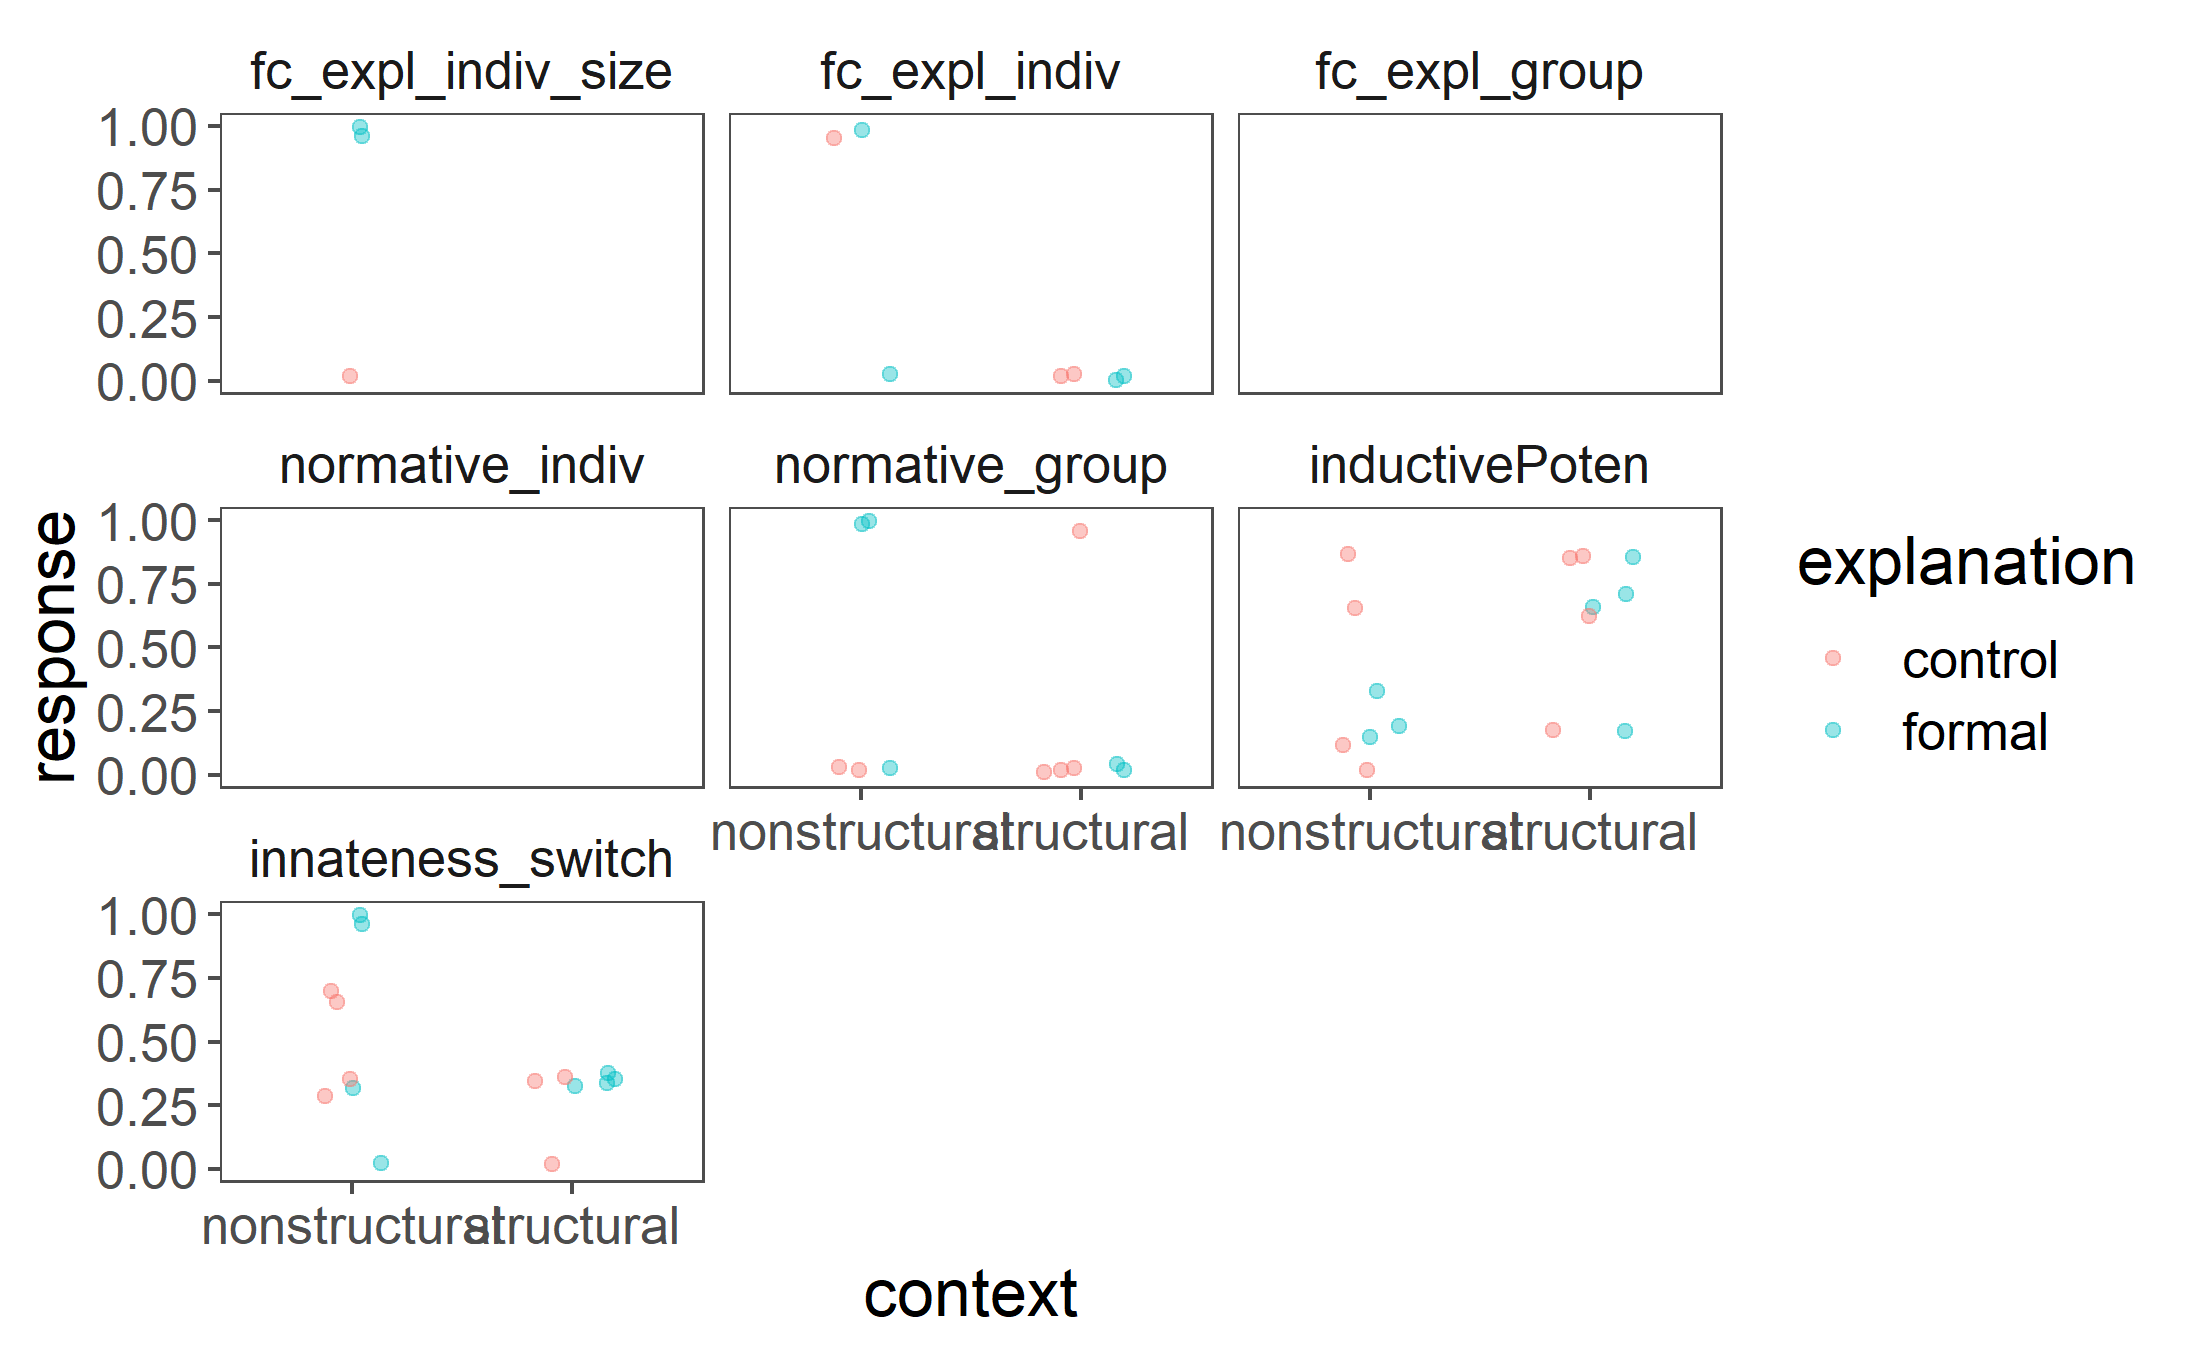 fc_expl_indiv_size fc_expl_indiv fc_expl_group
1.00
0.75
0.50
0.25
0.00
normative_indiv normative_group inductivePoten
1.00
0.75
0.50
0.25
0.00
nonstructural structural nonstructural structural
innateness_switch
1.00
0.75
0.50
0.25
0.00
nonstructural structural
response
context
explanation
control
formal